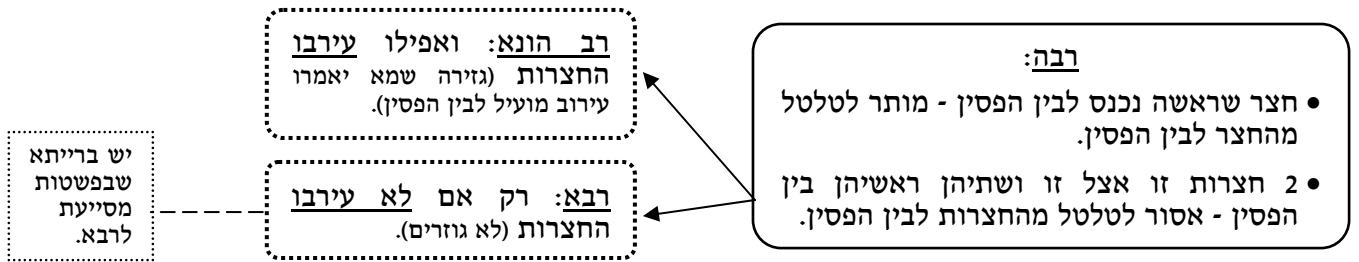 רבה:
• חצר שראשה נכנס לבין הפסין - מותר לטלטל
מהחצר לבין הפסין.
• 2 חצרות זו אצל זו ושתיהן ראשיהן בין
הפסין - אסור לטלטל מהחצרות לבין הפסין.
רב הונא: ואפילו עירבו
החצרות (גזירה שמא יאמרו
עירוב מועיל לבין הפסין).
רבא: רק אם לא עירבו
החצרות (לא גוזרים).
יש ברייתא
שבפשטות
מסייעת
לרבא.